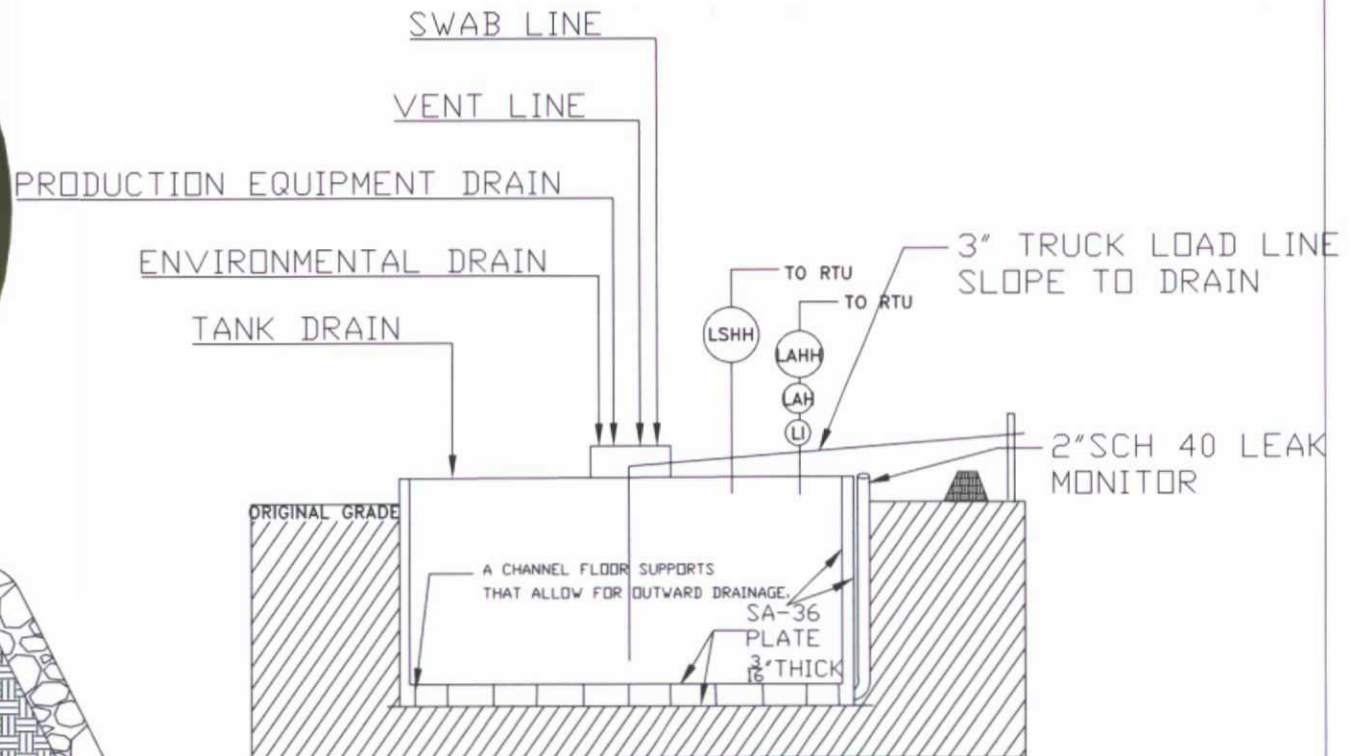 SWAB LINE
VENT LINE
PRODUCTION EQUIPMENT DRAIN
ENVIRONMENTAL DRAIN
TANK DRAIN
3" TRUCK LOAD LINE
SLOPE TO DRAIN
TO RTU
TO RTU
LSHH
LAHH
LAH
LI
2"SCH 40 LEAK
MONITOR
ORIGINAL GRADE
A CHANNEL FLOOR SUPPORTS
THAT ALLOW FOR OUTWARD DRAINAGE.
SA-36
PLATE
3/16"THICK